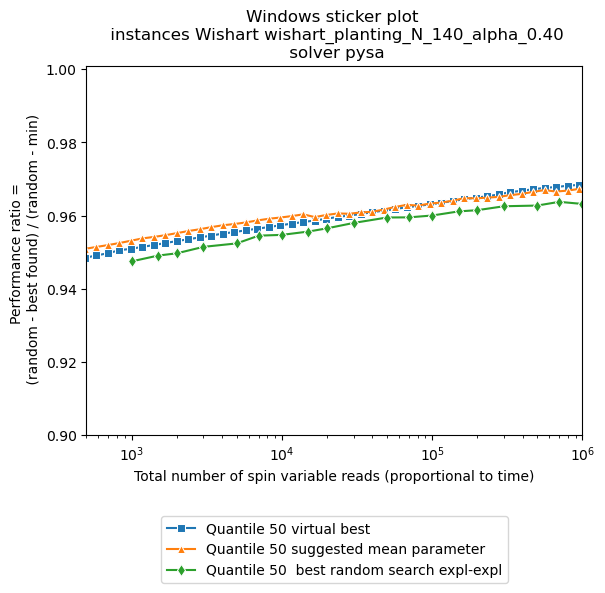 Windows sticker plot
instances Wishart wishart_planting_N_140_alpha_0.40
solver pysa
Performance ratio =
(random - best found) / (random - min)
1.00
0.98
0.96
0.94
0.92
0.90
10³
10⁴
10⁵
10⁶
Total number of spin variable reads (proportional to time)
Quantile 50 virtual best
Quantile 50 suggested mean parameter
Quantile 50  best random search expl-expl